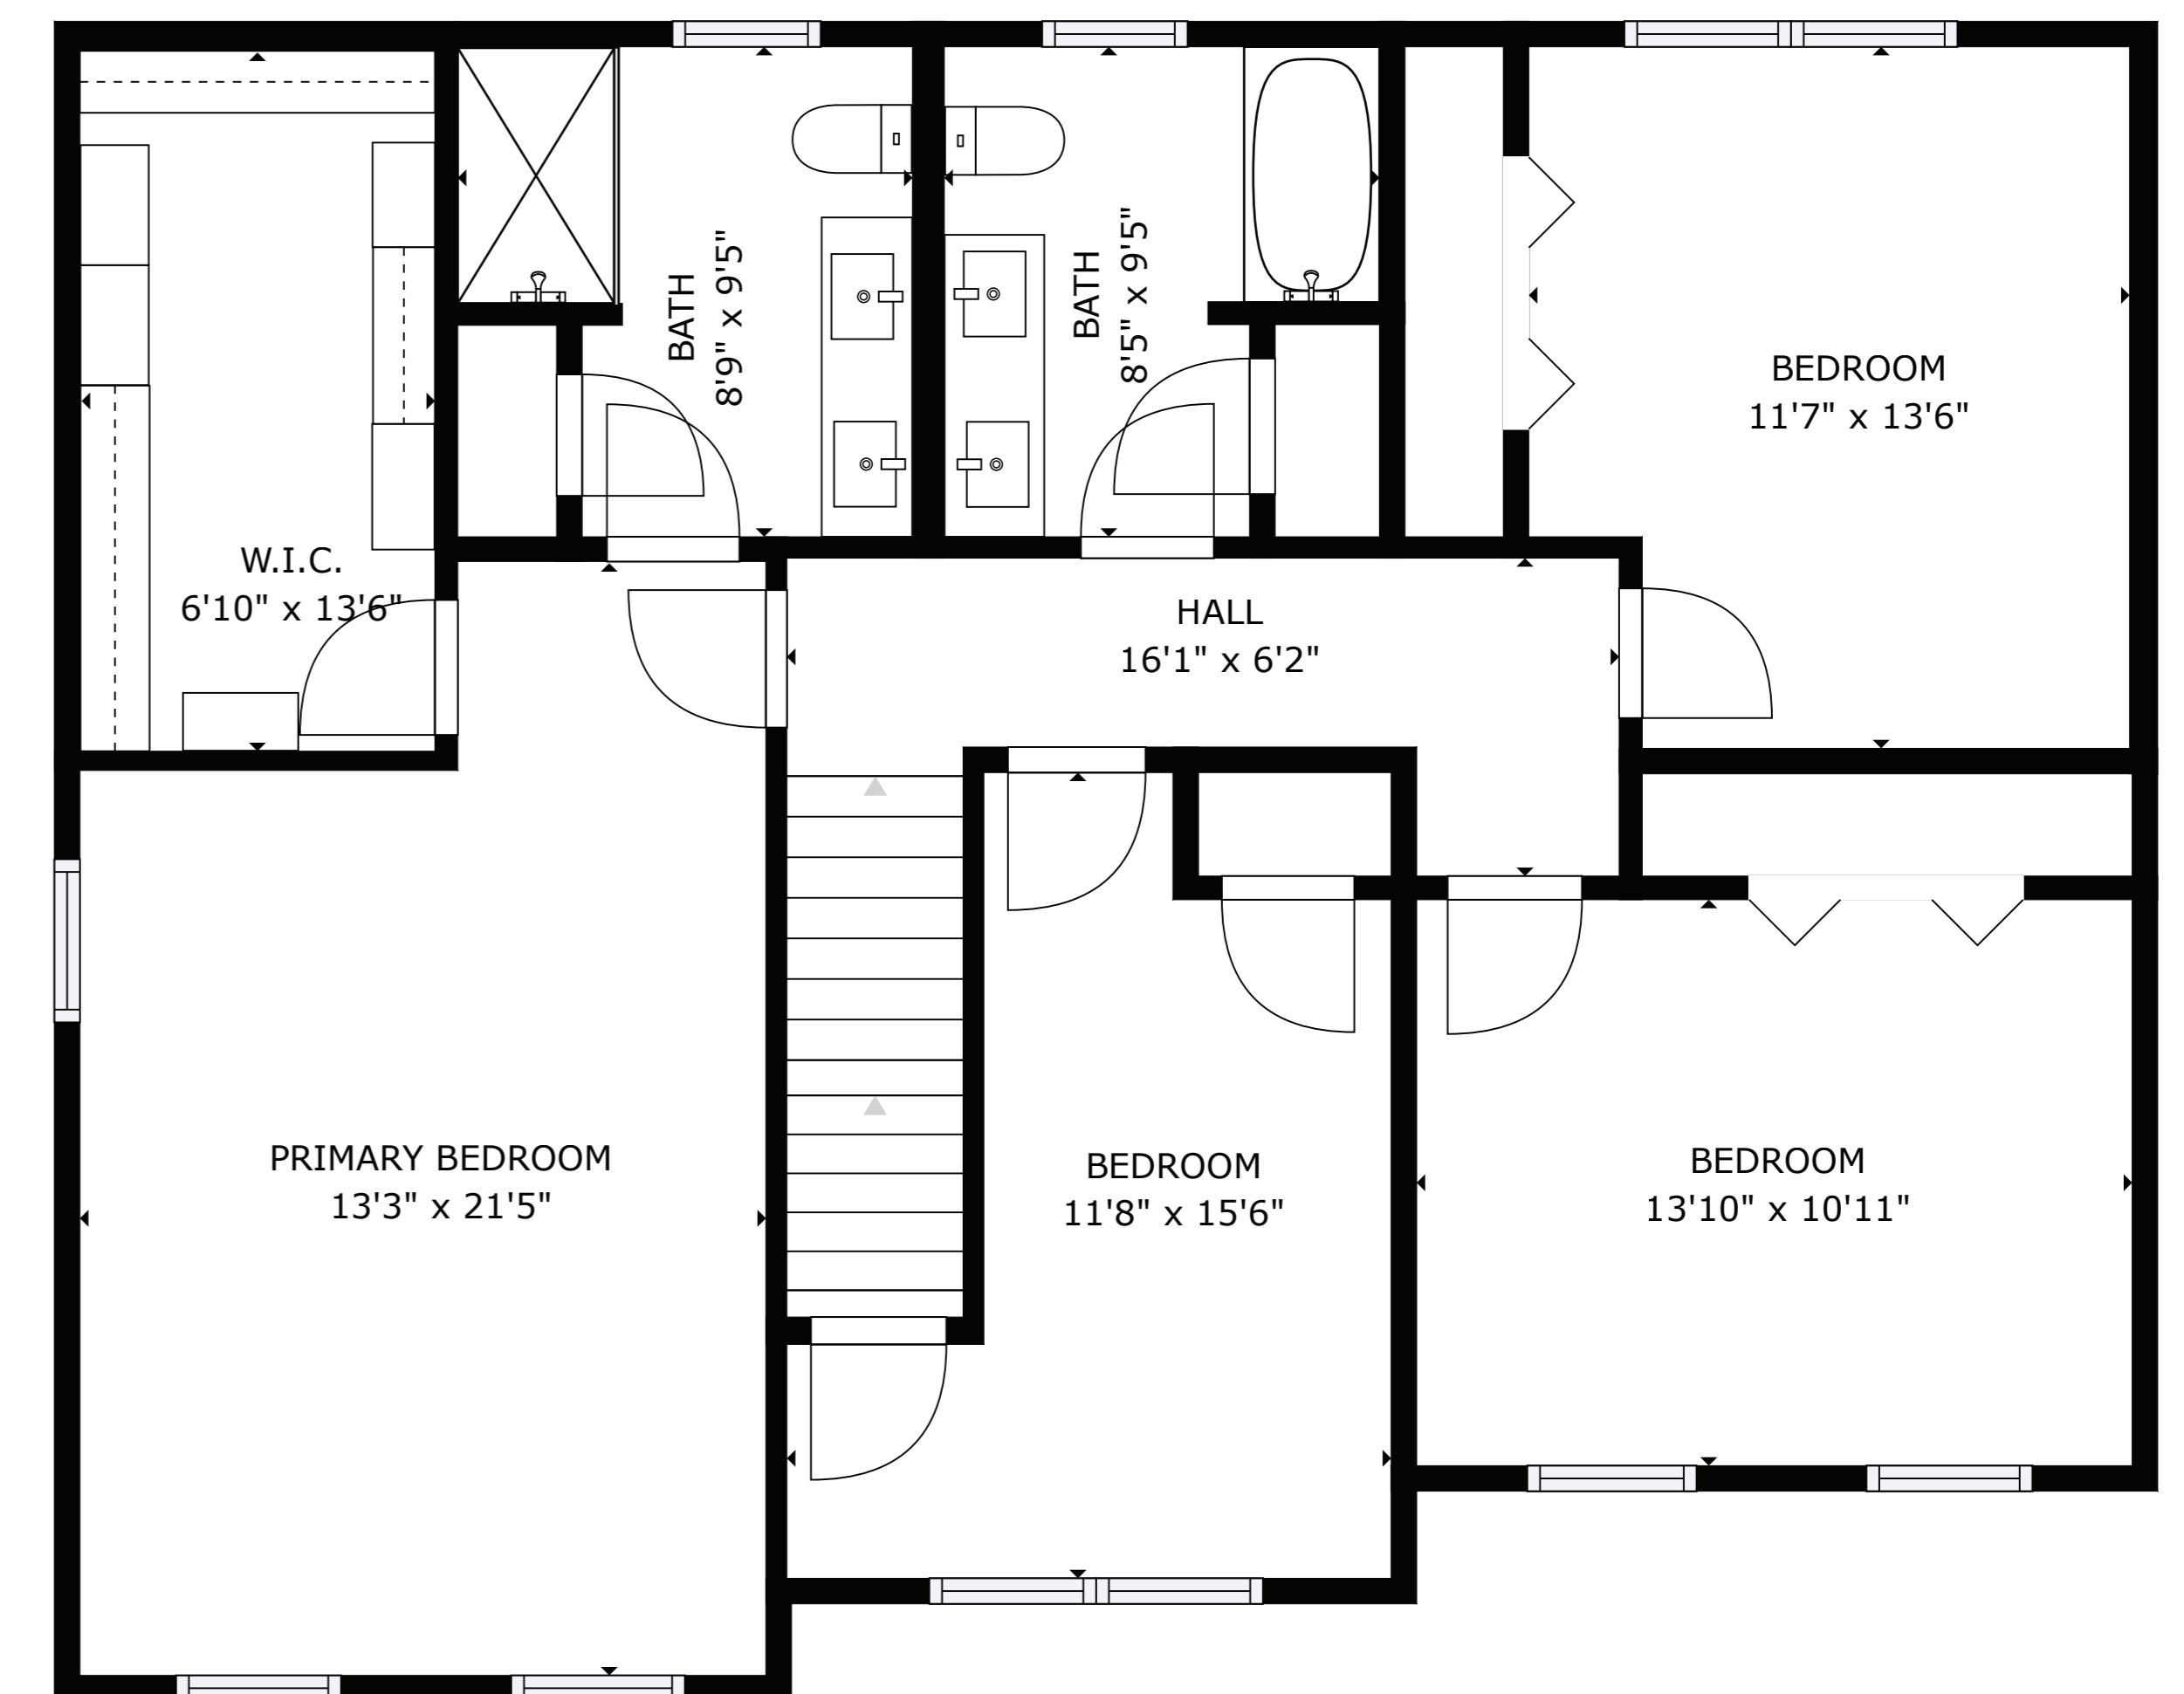 BATH
8'9" x 9'5"
BATH
8'5" x 9'5"
BEDROOM
11'7" x 13'6"
W.I.C.
6'10" x 13'6"
HALL
16'1" x 6'2"
PRIMARY BEDROOM
13'3" x 21'5"
BEDROOM
11'8" x 15'6"
BEDROOM
13'10" x 10'11"